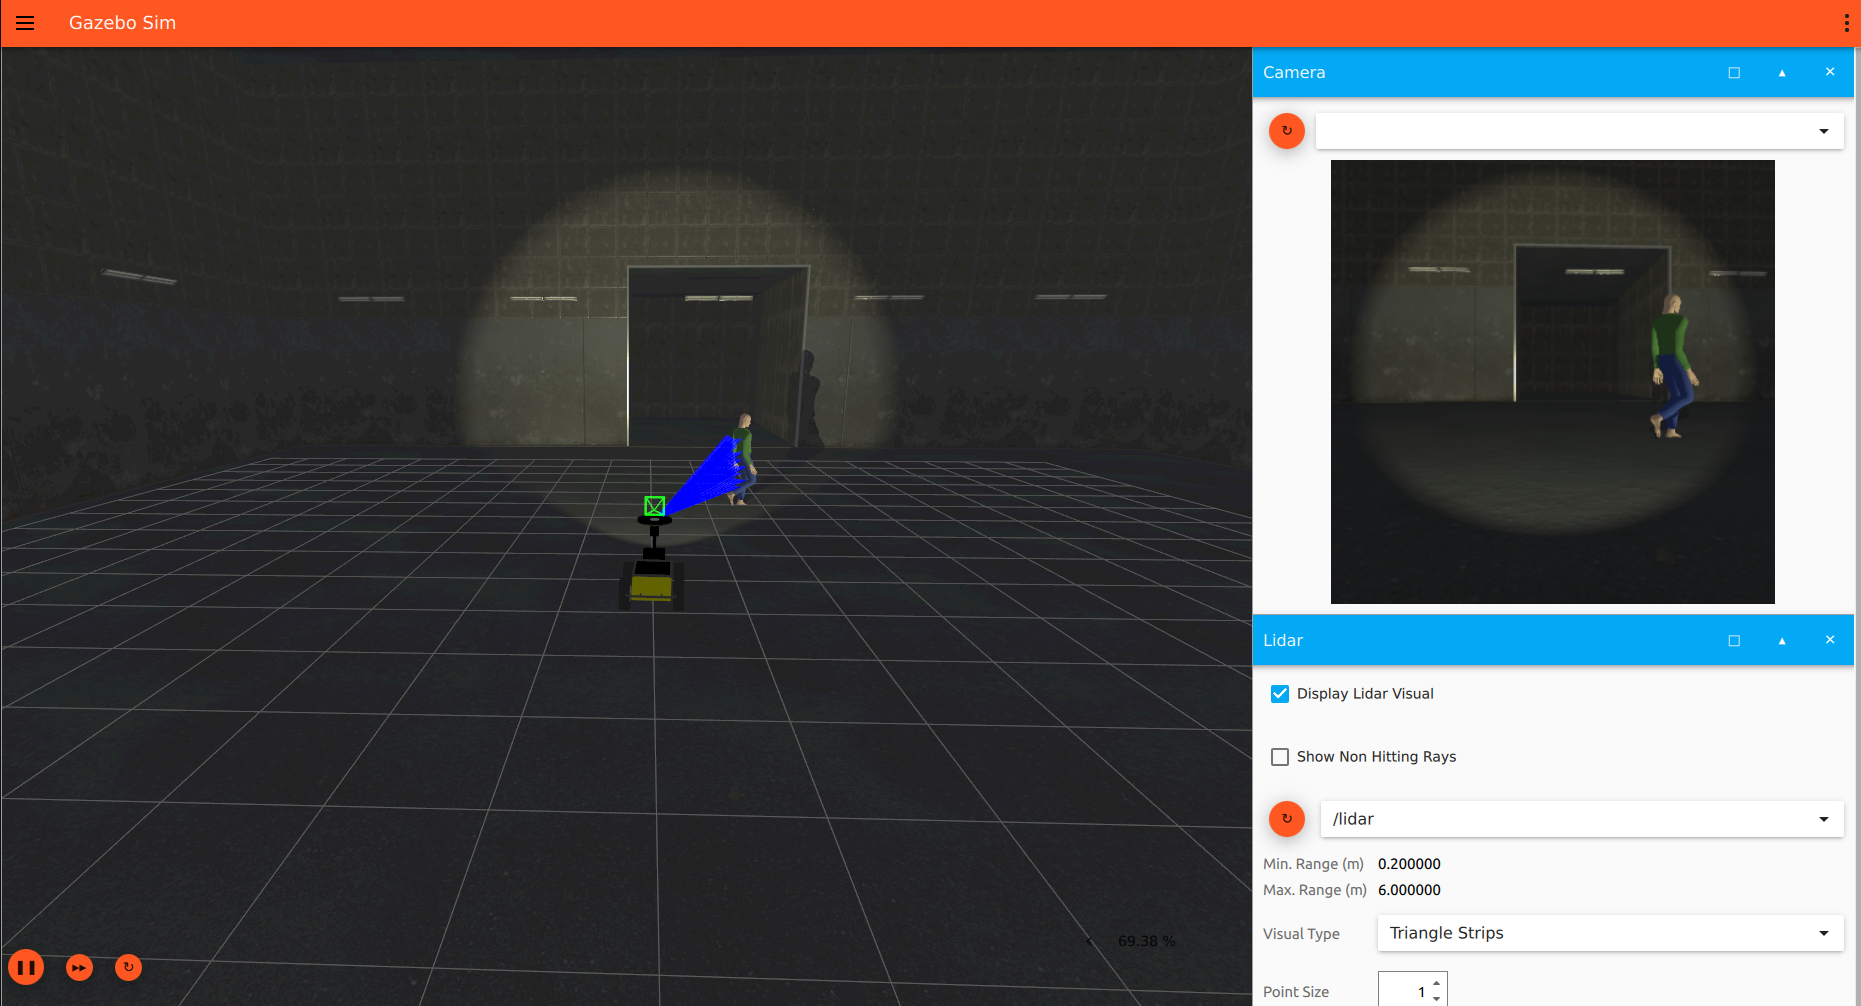 Gazebo Sim
69.38 %
Camera
Lidar
Display Lidar Visual
Show Non Hitting Rays
/lidar
Min. Range (m) 0.200000
Max. Range (m) 6.000000
Visual Type Triangle Strips
Point Size 1